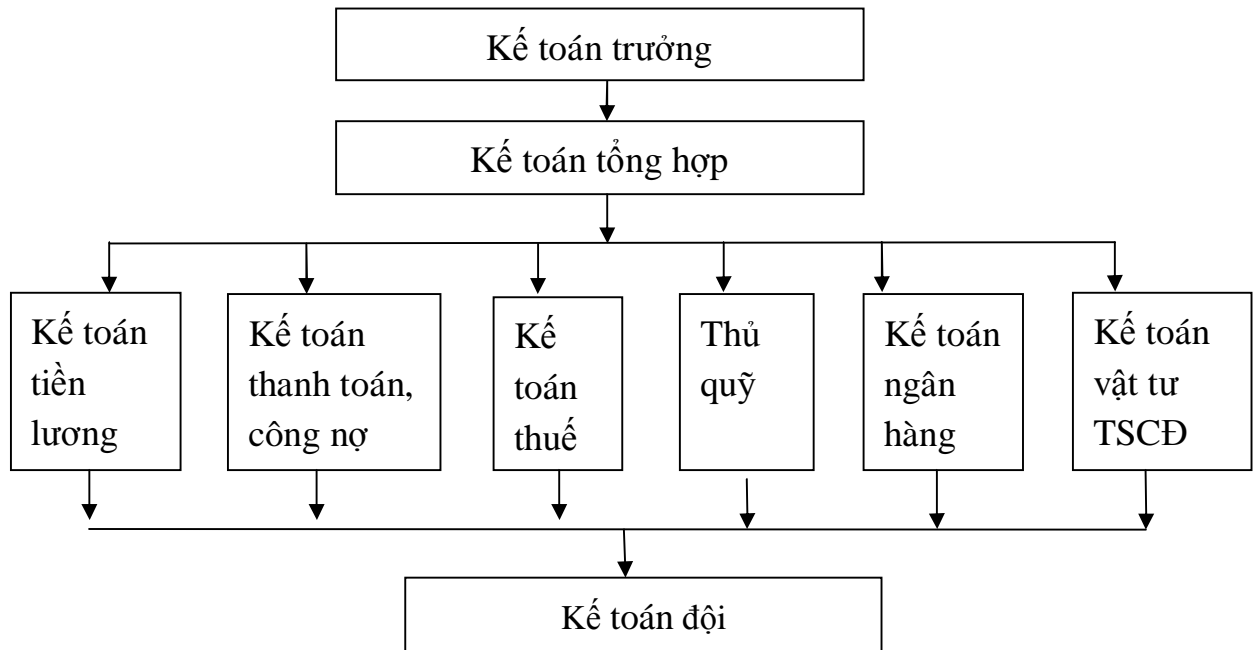 Kế toán trưởng
Kế toán tổng hợp
Kế toán
tiền
lương
Kế toán
thanh toán,
công nợ
Kế
toán
thuế
Thủ
quỹ
Kế toán
ngân
hàng
Kế toán
vật tư
TSCĐ
Kế toán đội